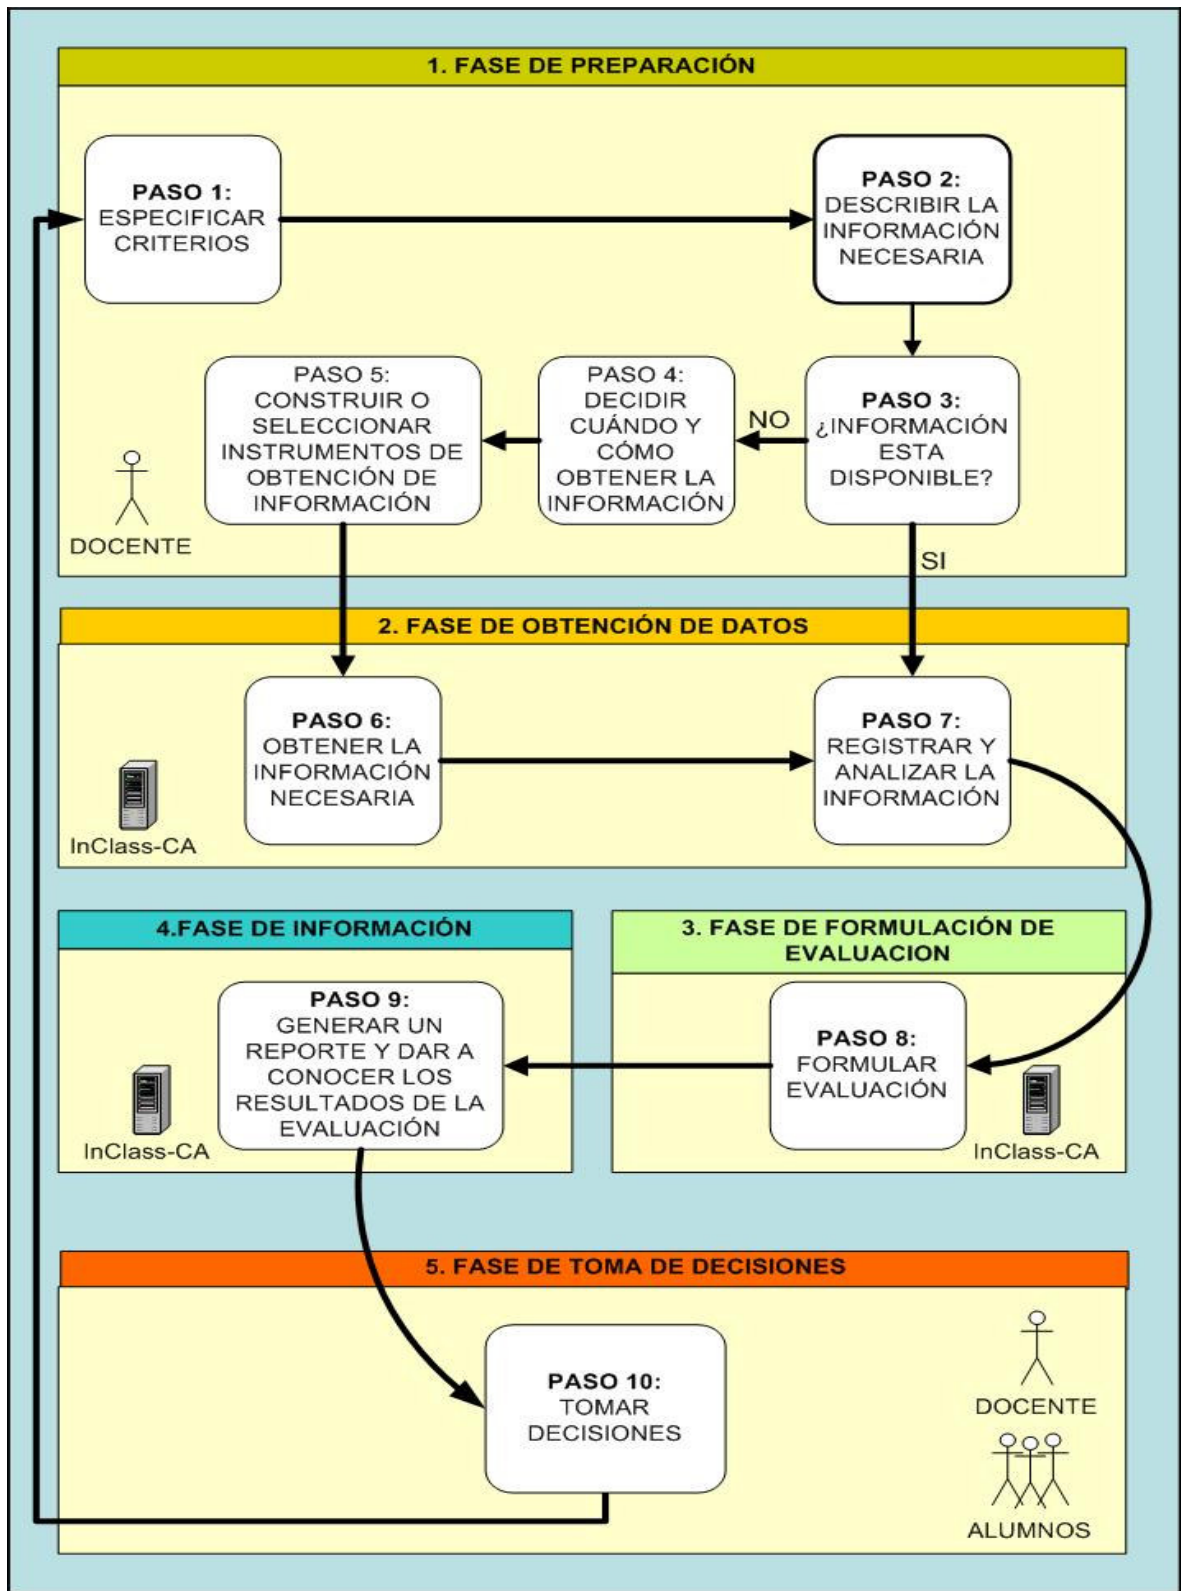 1. FASE DE PREPARACIÓN
PASO 1:
ESPECIFICAR
CRITERIOS
PASO 2:
DESCRIBIR LA
INFORMACIÓN
NECESARIA
PASO 3:
¿INFORMACIÓN
ESTA
DISPONIBLE?
NO
PASO 4:
DECIDIR
CUÁNDO Y
CÓMO
OBTENER LA
INFORMACIÓN
PASO 5:
CONSTRUIR O
SELECCIONAR
INSTRUMENTOS DE
OBTENCIÓN DE
INFORMACIÓN
DOCENTE
SI
2. FASE DE OBTENCIÓN DE DATOS
PASO 6:
OBTENER LA
INFORMACIÓN
NECESARIA
PASO 7:
REGISTRAR Y
ANALIZAR LA
INFORMACIÓN
InClass-CA
3. FASE DE FORMULACIÓN DE
EVALUACION
PASO 8:
FORMULAR
EVALUACIÓN
InClass-CA
4.FASE DE INFORMACIÓN
PASO 9:
GENERAR UN
REPORTE Y DAR A
CONOCER LOS
RESULTADOS DE LA
EVALUACIÓN
InClass-CA
5. FASE DE TOMA DE DECISIONES
PASO 10:
TOMAR
DECISIONES
DOCENTE
ALUMNOS